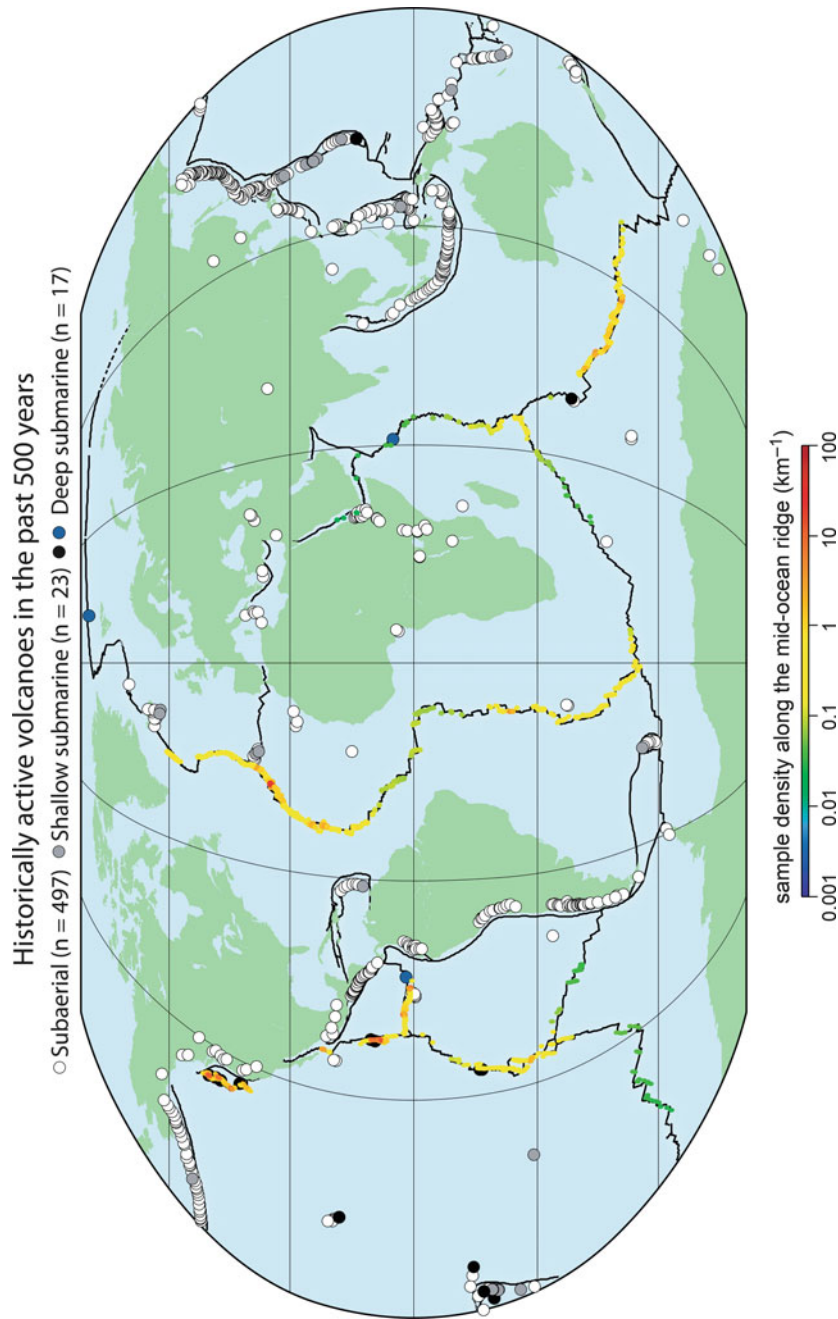 Historically active volcanoes in the past 500 years
Subaerial (n = 497) Shallow submarine (n = 23) Deep submarine (n = 17)
0.001 0.01 0.1 1 10 100
sample density along the mid-ocean ridge (km⁻¹)